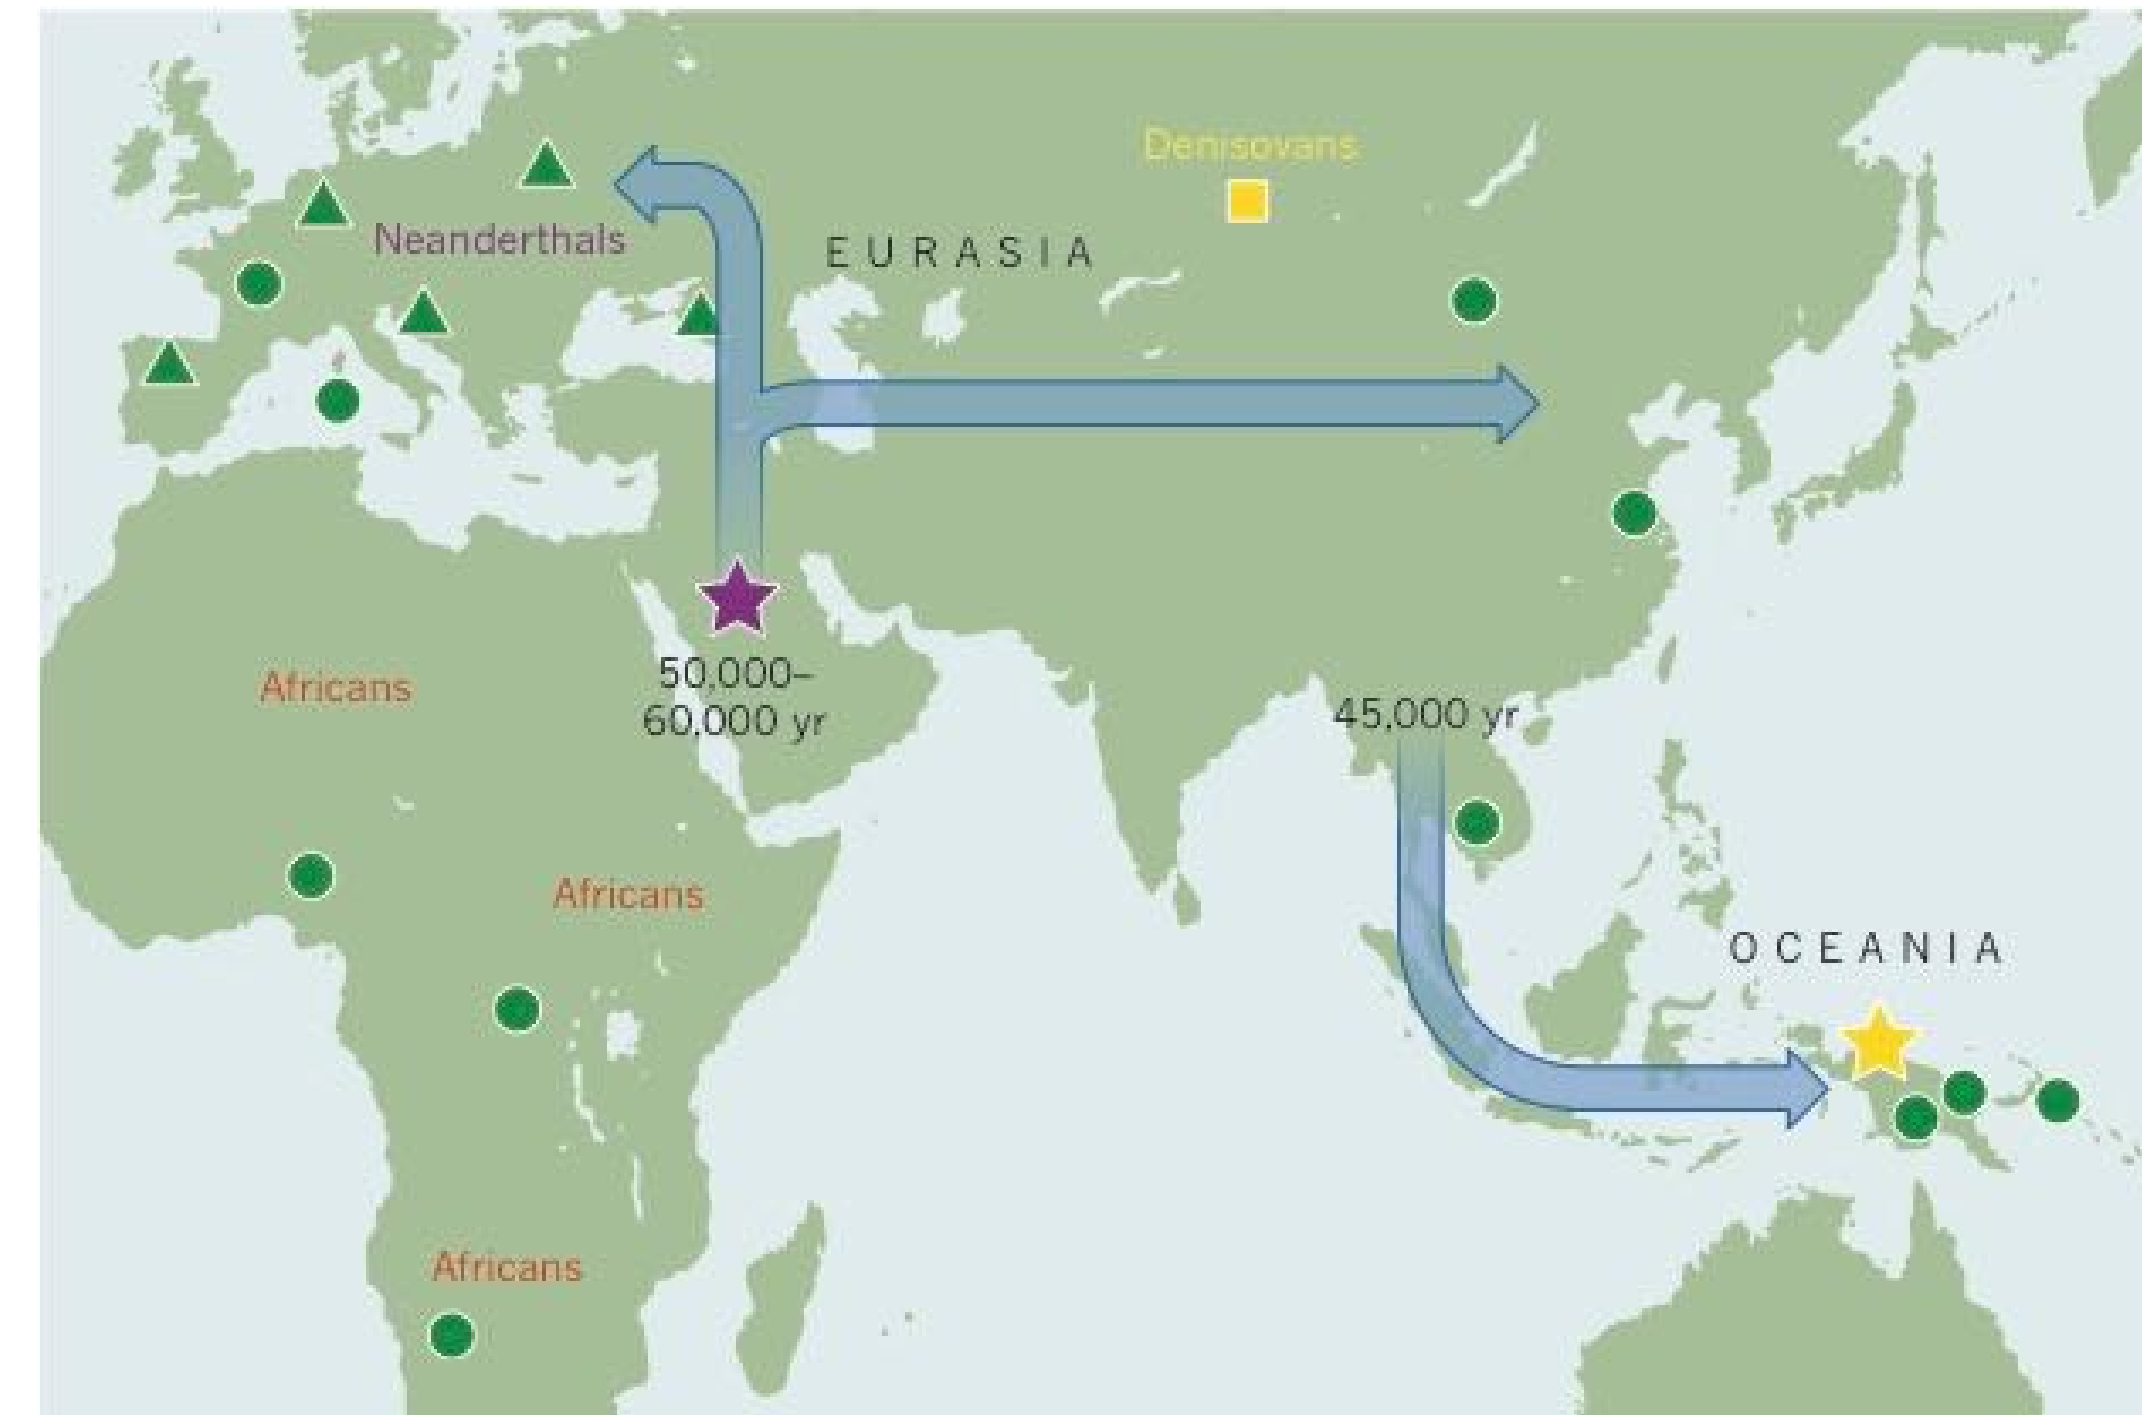 Denisovans
Neanderthals
EURASIA
Africans
50,000–
60,000 yr
45,000 yr
Africans
OCEANIA
Africans